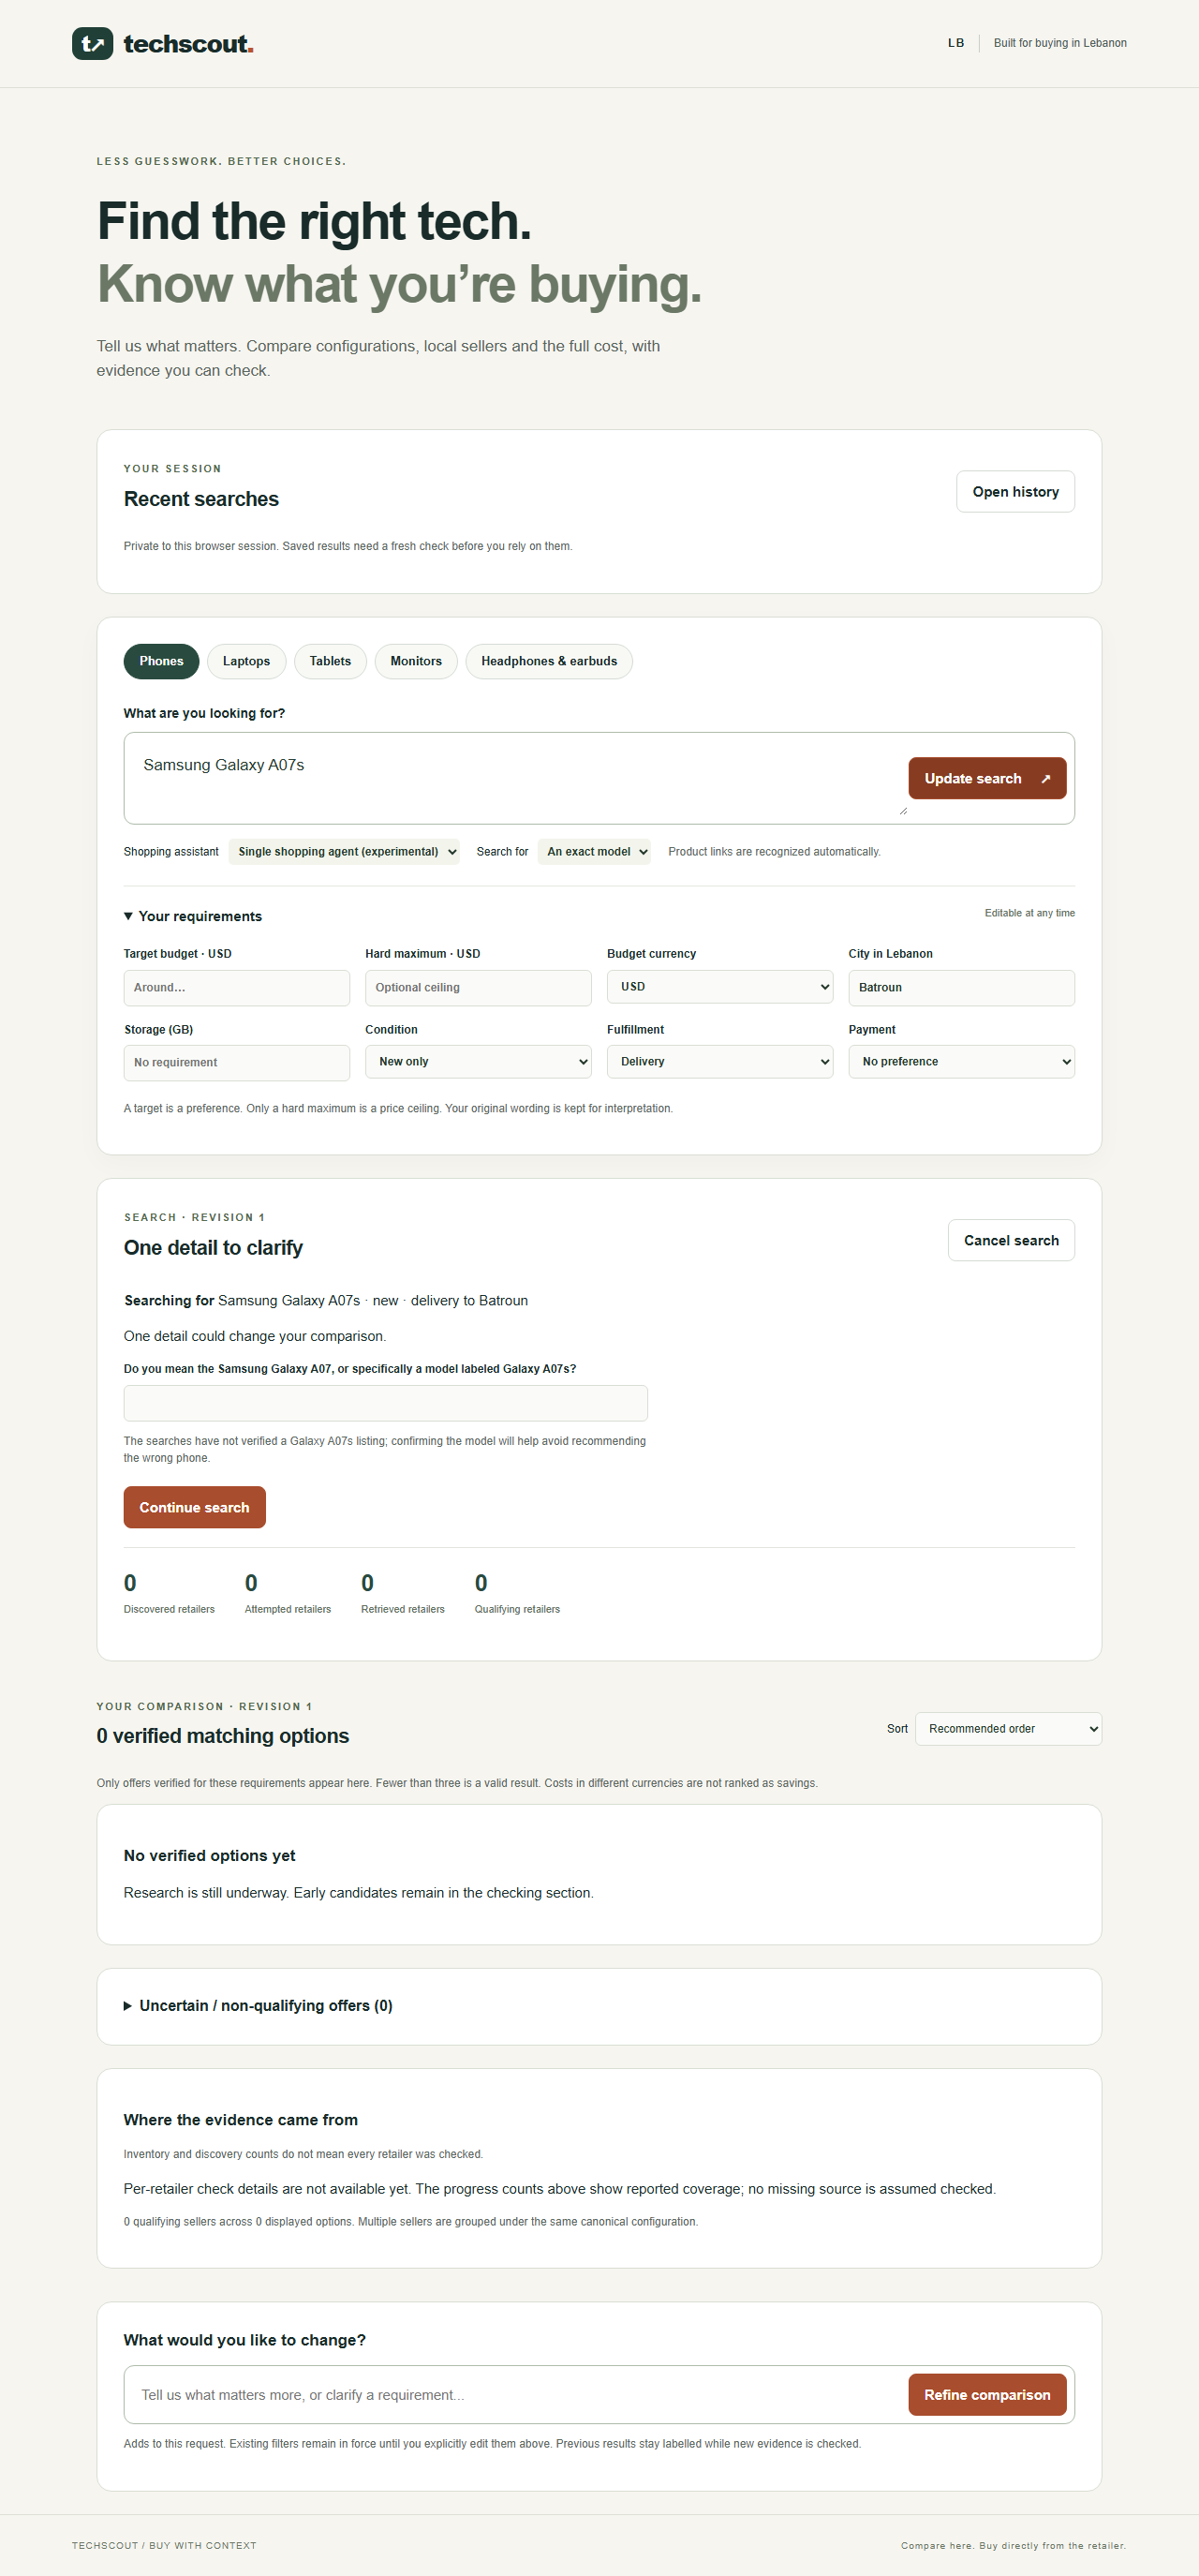 t↗ techscout.
LB
Built for buying in Lebanon
LESS GUESSWORK. BETTER CHOICES.
Find the right tech.
Know what you’re buying.
Tell us what matters. Compare configurations, local sellers and the full cost, with
evidence you can check.
YOUR SESSION
Recent searches
Open history
Private to this browser session. Saved results need a fresh check before you rely on them.
Phones
Laptops
Tablets
Monitors
Headphones & earbuds
What are you looking for?
Samsung Galaxy A07s
Update search ↗
Shopping assistant
Single shopping agent (experimental)
Search for
An exact model
Product links are recognized automatically.
▼ Your requirements
Editable at any time
Target budget · USD
Hard maximum · USD
Budget currency
City in Lebanon
Around...
Optional ceiling
USD
Batroun
Storage (GB)
Condition
Fulfillment
Payment
No requirement
New only
Delivery
No preference
A target is a preference. Only a hard maximum is a price ceiling. Your original wording is kept for interpretation.
SEARCH · REVISION 1
One detail to clarify
Cancel search
Searching for Samsung Galaxy A07s · new · delivery to Batroun
One detail could change your comparison.
Do you mean the Samsung Galaxy A07, or specifically a model labeled Galaxy A07s?
The searches have not verified a Galaxy A07s listing; confirming the model will help avoid recommending
the wrong phone.
Continue search
0
0
0
0
Discovered retailers
Attempted retailers
Retrieved retailers
Qualifying retailers
YOUR COMPARISON · REVISION 1
0 verified matching options
Sort
Recommended order
Only offers verified for these requirements appear here. Fewer than three is a valid result. Costs in different currencies are not ranked as savings.
No verified options yet
Research is still underway. Early candidates remain in the checking section.
▶ Uncertain / non-qualifying offers (0)
Where the evidence came from
Inventory and discovery counts do not mean every retailer was checked.
Per-retailer check details are not available yet. The progress counts above show reported coverage; no missing source is assumed checked.
0 qualifying sellers across 0 displayed options. Multiple sellers are grouped under the same canonical configuration.
What would you like to change?
Tell us what matters more, or clarify a requirement...
Refine comparison
Adds to this request. Existing filters remain in force until you explicitly edit them above. Previous results stay labelled while new evidence is checked.
TECHSCOUT / BUY WITH CONTEXT
Compare here. Buy directly from the retailer.